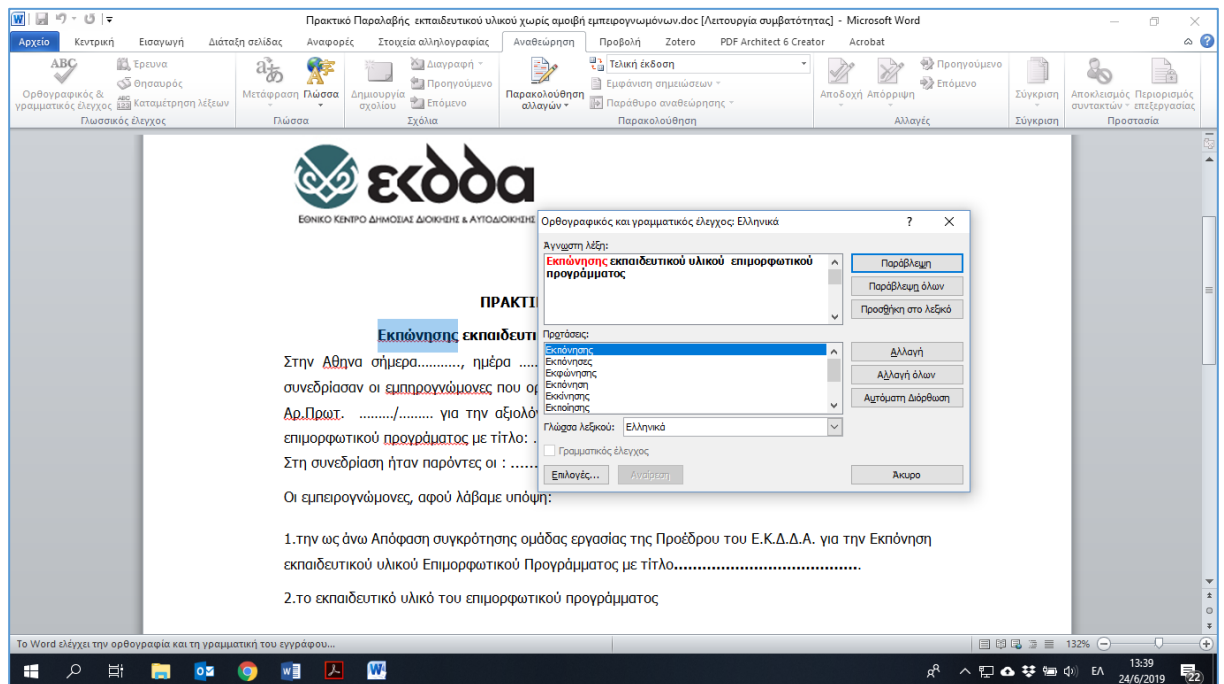 Πρακτικό Παραλαβής εκπαιδευτικού υλικού χωρίς αμοιβή εμπειρογνωμόνων.doc [Λειτουργία συμβατότητας] - Microsoft Word
Αρχείο Κεντρική Εισαγωγή Διάταξη σελίδας Αναφορές Στοιχεία αλληλογραφίας Αναθεώρηση Προβολή Zotero PDF Architect 6 Creator Acrobat
ABC Ορθογραφικός & γραμματικός έλεγχος
Έρευνα
Θησαυρός
Καταμέτρηση λέξεων
Γλωσσικός έλεγχος
Μετάφραση Γλώσσα
Γλώσσα
Δημιουργία σχολίου
Διαγραφή
Προηγούμενο
Επόμενο
Σχόλια
Παρακολούθηση αλλαγών
Τελική έκδοση
Εμφάνιση σημειώσεων
Παράθυρο αναθεώρησης
Παρακολούθηση
Αποδοχή Απόρριψη
Προηγούμενο
Επόμενο
Αλλαγές
Σύγκριση
Σύγκριση
Αποκλεισμός συντακτών
Περιορισμός επεξεργασίας
Προστασία
εκδδα
ΕΘΝΙΚΟ ΚΕΝΤΡΟ ΔΗΜΟΣΙΑΣ ΔΙΟΙΚΗΣΗΣ & ΑΥΤΟΔΙΟΙΚΗΣΗΣ
ΠΡΑΚΤΙ
Εκπώνησης εκπαιδευτι
Στην Αθηνα σήμερα..........., ημέρα
συνεδρίασαν οι εμπηρογνώμονες που ορ
Αρ.Πρωτ. ........./......... για την αξιολό
επιμορφωτικού προγράματος με τίτλο: .
Στη συνεδρίαση ήταν παρόντες οι : ......
Οι εμπειρογνώμονες, αφού λάβαμε υπόψη:
1.την ως άνω Απόφαση συγκρότησης ομάδας εργασίας της Προέδρου του Ε.Κ.Δ.Δ.Α. για την Εκπόνηση
εκπαιδευτικού υλικού Επιμορφωτικού Προγράμματος με τίτλο.......................................
2.το εκπαιδευτικό υλικό του επιμορφωτικού προγράμματος
Ορθογραφικός και γραμματικός έλεγχος: Ελληνικά ?
Άγνωστη λέξη:
Εκπώνησης εκπαιδευτικού υλικού επιμορφωτικού
προγράμματος
Παράβλεψη
Παράβλεψη όλων
Προσθήκη στο λεξικό
Προτάσεις:
Εκπόνησης
Εκπόνησες
Εκφώνησης
Εκπόνηση
Εκκίνησης
Εκποίησης
Αλλαγή
Αλλαγή όλων
Αυτόματη Διόρθωση
Γλώσσα λεξικού: Ελληνικά
Γραμματικός έλεγχος
Επιλογές... Αναίρεση Άκυρο
Το Word ελέγχει την ορθογραφία και τη γραμματική του εγγράφου...
132%
ΕΛ
13:39
24/6/2019
22